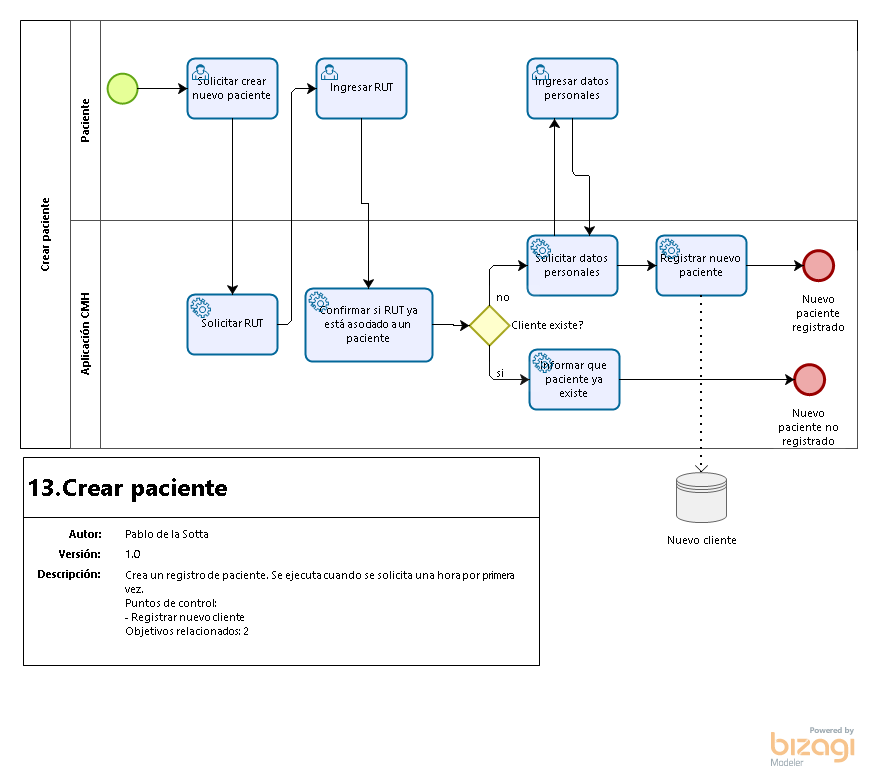 Crear paciente
Paciente
Solicitar crear
nuevo paciente
Ingresar RUT
Ingresar datos
personales
Aplicación CMH
Solicitar RUT
Confirmar si RUT ya
está asociado a un
paciente
no
Cliente existe?
si
Solicitar datos
personales
Registrar nuevo
paciente
Nuevo
paciente
registrado
Informar que
paciente ya
existe
Nuevo
paciente no
registrado
Nuevo cliente
13.Crear paciente
Autor: Pablo de la Sotta
Versión: 1.0
Descripción: Crea un registro de paciente. Se ejecuta cuando se solicita una hora por primera
vez.
Puntos de control:
- Registrar nuevo cliente
Objetivos relacionados: 2
Powered by
bizagi
Modeler